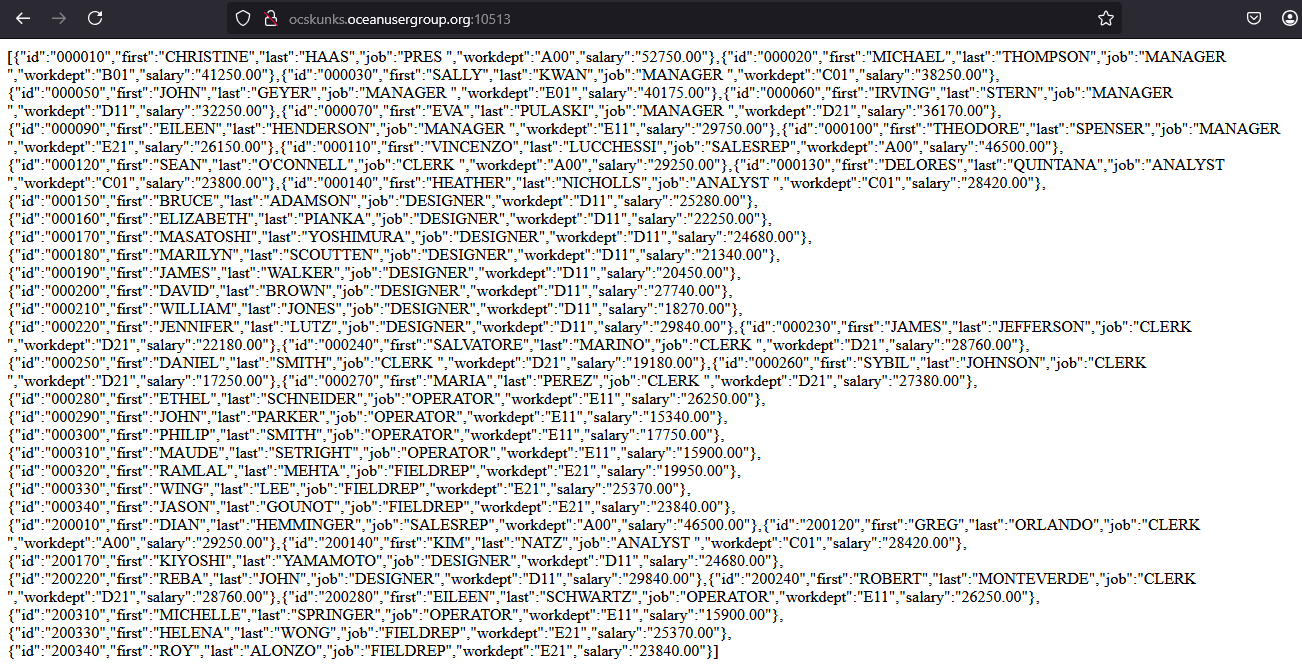 ocskunks.oceanusergroup.org:10513
[{"id":"000010","first":"CHRISTINE","last":"HAAS","job":"PRES ","workdept":"A00","salary":"52750.00"},{"id":"000020","first":"MICHAEL","last":"THOMPSON","job":"MANAGER
","workdept":"B01","salary":"41250.00"},{"id":"000030","first":"SALLY","last":"KWAN","job":"MANAGER ","workdept":"C01","salary":"38250.00"},
{"id":"000050","first":"JOHN","last":"GEYER","job":"MANAGER ","workdept":"E01","salary":"40175.00"},{"id":"000060","first":"IRVING","last":"STERN","job":"MANAGER
","workdept":"D11","salary":"32250.00"},{"id":"000070","first":"EVA","last":"PULASKI","job":"MANAGER ","workdept":"D21","salary":"36170.00"},
{"id":"000090","first":"EILEEN","last":"HENDERSON","job":"MANAGER ","workdept":"E11","salary":"29750.00"},{"id":"000100","first":"THEODORE","last":"SPENSER","job":"MANAGER
","workdept":"E21","salary":"26150.00"},{"id":"000110","first":"VINCENZO","last":"LUCCHESSI","job":"SALESREP","workdept":"A00","salary":"46500.00"},
{"id":"000120","first":"SEAN","last":"O'CONNELL","job":"CLERK ","workdept":"A00","salary":"29250.00"},{"id":"000130","first":"DELORES","last":"QUINTANA","job":"ANALYST
","workdept":"C01","salary":"23800.00"},{"id":"000140","first":"HEATHER","last":"NICHOLLS","job":"ANALYST ","workdept":"C01","salary":"28420.00"},
{"id":"000150","first":"BRUCE","last":"ADAMSON","job":"DESIGNER","workdept":"D11","salary":"25280.00"},
{"id":"000160","first":"ELIZABETH","last":"PIANKA","job":"DESIGNER","workdept":"D11","salary":"22250.00"},
{"id":"000170","first":"MASATOSHI","last":"YOSHIMURA","job":"DESIGNER","workdept":"D11","salary":"24680.00"},
{"id":"000180","first":"MARILYN","last":"SCOUTTEN","job":"DESIGNER","workdept":"D11","salary":"21340.00"},
{"id":"000190","first":"JAMES","last":"WALKER","job":"DESIGNER","workdept":"D11","salary":"20450.00"},
{"id":"000200","first":"DAVID","last":"BROWN","job":"DESIGNER","workdept":"D11","salary":"27740.00"},
{"id":"000210","first":"WILLIAM","last":"JONES","job":"DESIGNER","workdept":"D11","salary":"18270.00"},
{"id":"000220","first":"JENNIFER","last":"LUTZ","job":"DESIGNER","workdept":"D11","salary":"29840.00"},{"id":"000230","first":"JAMES","last":"JEFFERSON","job":"CLERK
","workdept":"D21","salary":"22180.00"},{"id":"000240","first":"SALVATORE","last":"MARINO","job":"CLERK ","workdept":"D21","salary":"28760.00"},
{"id":"000250","first":"DANIEL","last":"SMITH","job":"CLERK ","workdept":"D21","salary":"19180.00"},{"id":"000260","first":"SYBIL","last":"JOHNSON","job":"CLERK
","workdept":"D21","salary":"17250.00"},{"id":"000270","first":"MARIA","last":"PEREZ","job":"CLERK ","workdept":"D21","salary":"27380.00"},
{"id":"000280","first":"ETHEL","last":"SCHNEIDER","job":"OPERATOR","workdept":"E11","salary":"26250.00"},
{"id":"000290","first":"JOHN","last":"PARKER","job":"OPERATOR","workdept":"E11","salary":"15340.00"},
{"id":"000300","first":"PHILIP","last":"SMITH","job":"OPERATOR","workdept":"E11","salary":"17750.00"},
{"id":"000310","first":"MAUDE","last":"SETRIGHT","job":"OPERATOR","workdept":"E11","salary":"15900.00"},
{"id":"000320","first":"RAMLAL","last":"MEHTA","job":"FIELDREP","workdept":"E21","salary":"19950.00"},
{"id":"000330","first":"WING","last":"LEE","job":"FIELDREP","workdept":"E21","salary":"25370.00"},
{"id":"000340","first":"JASON","last":"GOUNOT","job":"FIELDREP","workdept":"E21","salary":"23840.00"},
{"id":"200010","first":"DIAN","last":"HEMMINGER","job":"SALESREP","workdept":"A00","salary":"46500.00"},{"id":"200120","first":"GREG","last":"ORLANDO","job":"CLERK
","workdept":"A00","salary":"29250.00"},{"id":"200140","first":"KIM","last":"NATZ","job":"ANALYST ","workdept":"C01","salary":"28420.00"},
{"id":"200170","first":"KIYOSHI","last":"YAMAMOTO","job":"DESIGNER","workdept":"D11","salary":"24680.00"},
{"id":"200220","first":"REBA","last":"JOHN","job":"DESIGNER","workdept":"D11","salary":"29840.00"},{"id":"200240","first":"ROBERT","last":"MONTEVERDE","job":"CLERK
","workdept":"D21","salary":"28760.00"},{"id":"200280","first":"EILEEN","last":"SCHWARTZ","job":"OPERATOR","workdept":"E11","salary":"26250.00"},
{"id":"200310","first":"MICHELLE","last":"SPRINGER","job":"OPERATOR","workdept":"E11","salary":"15900.00"},
{"id":"200330","first":"HELENA","last":"WONG","job":"FIELDREP","workdept":"E21","salary":"25370.00"},
{"id":"200340","first":"ROY","last":"ALONZO","job":"FIELDREP","workdept":"E21","salary":"23840.00"}]